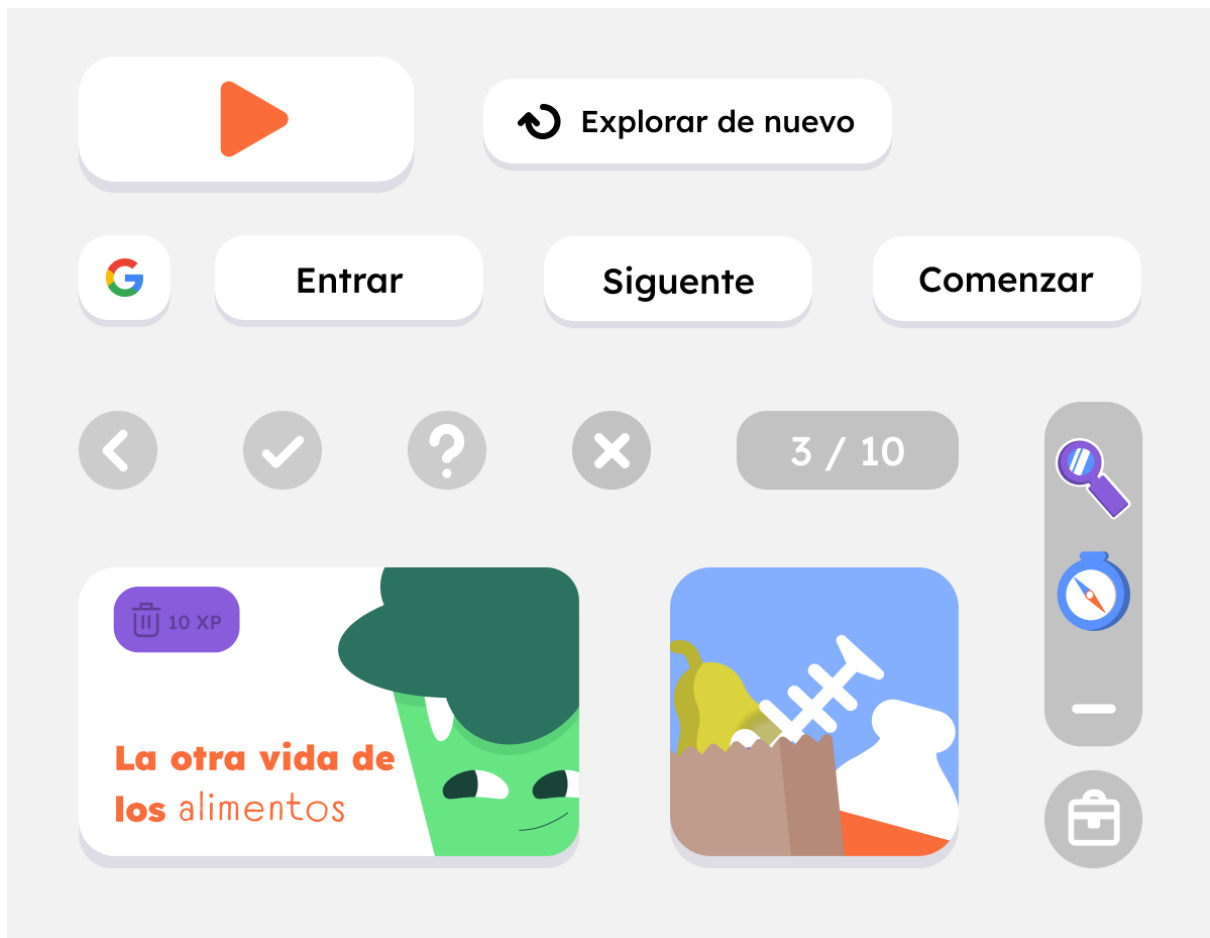 Explorar de nuevo
Entrar
Siguente
Comenzar
3 / 10
10 XP
La otra vida de
los alimentos